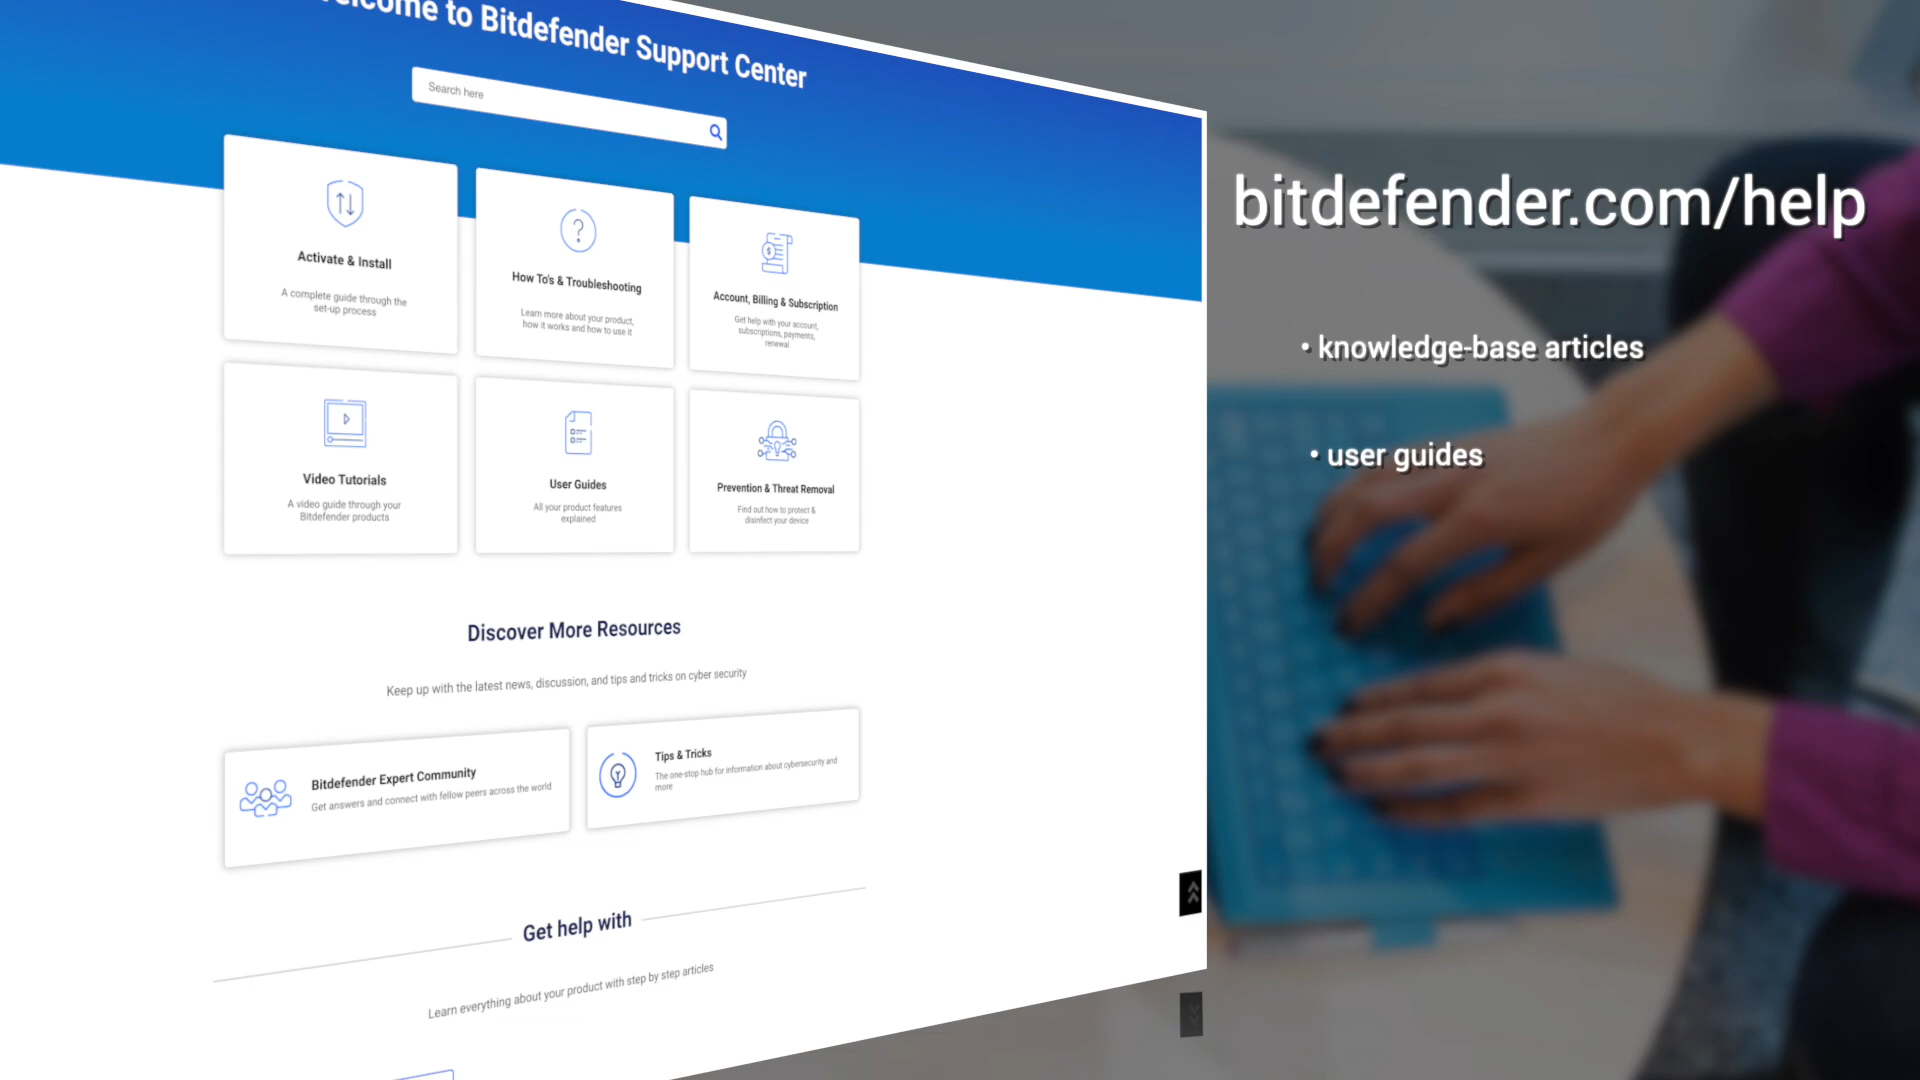 Welcome to Bitdefender Support Center
Search here
Activate & Install
A complete guide through the
set-up process
How To's & Troubleshooting
Learn more about your product,
how it works and how to use it
Account, Billing & Subscription
Get help with your account,
subscriptions, payments,
renewal
Video Tutorials
A video guide through your
Bitdefender products
User Guides
All your product features
explained
Prevention & Threat Removal
Find out how to protect &
disinfect your device
Discover More Resources
Keep up with the latest news, discussion, and tips and tricks on cyber security
Bitdefender Expert Community
Get answers and connect with fellow peers across the world
Tips & Tricks
The one-stop hub for information about cybersecurity and
more
Get help with
Learn everything about your product with step by step articles
bitdefender.com/help
• knowledge-base articles
• user guides